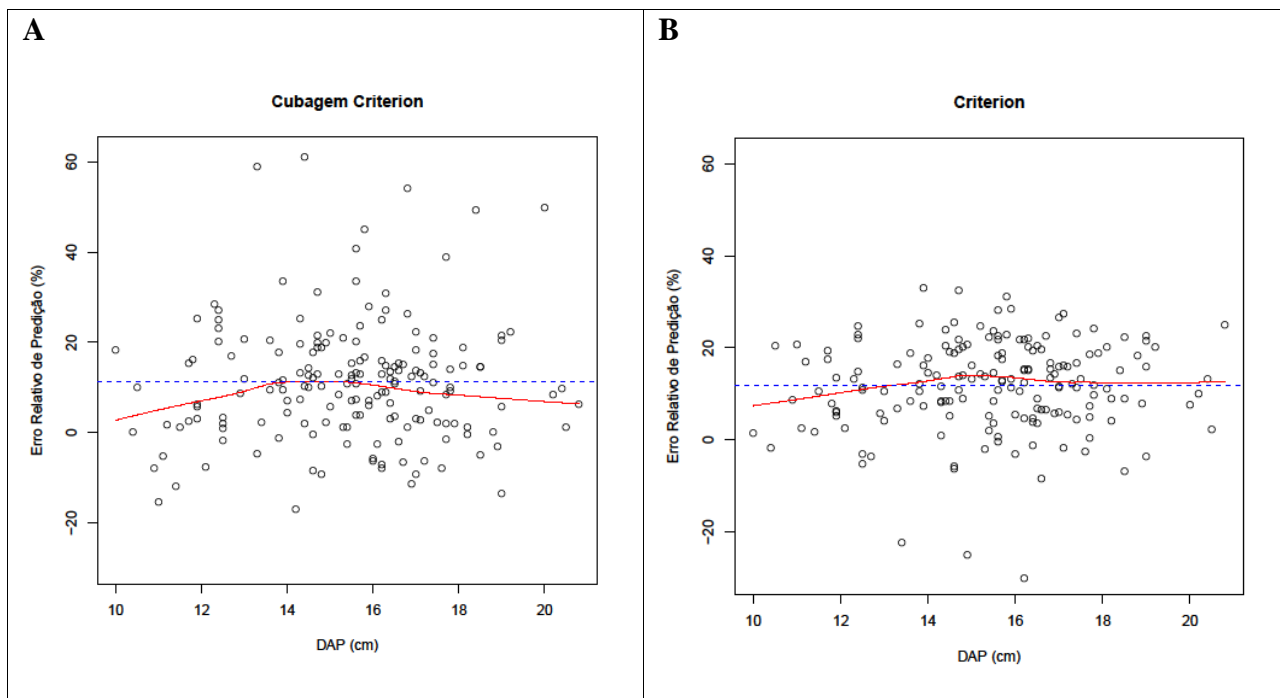 A
Cubagem Criterion
Erro Relativo de Predição (%)
60
40
20
0
−20
10 12 14 16 18 20
DAP (cm)
B
Criterion
Erro Relativo de Predição (%)
60
40
20
0
−20
10 12 14 16 18 20
DAP (cm)